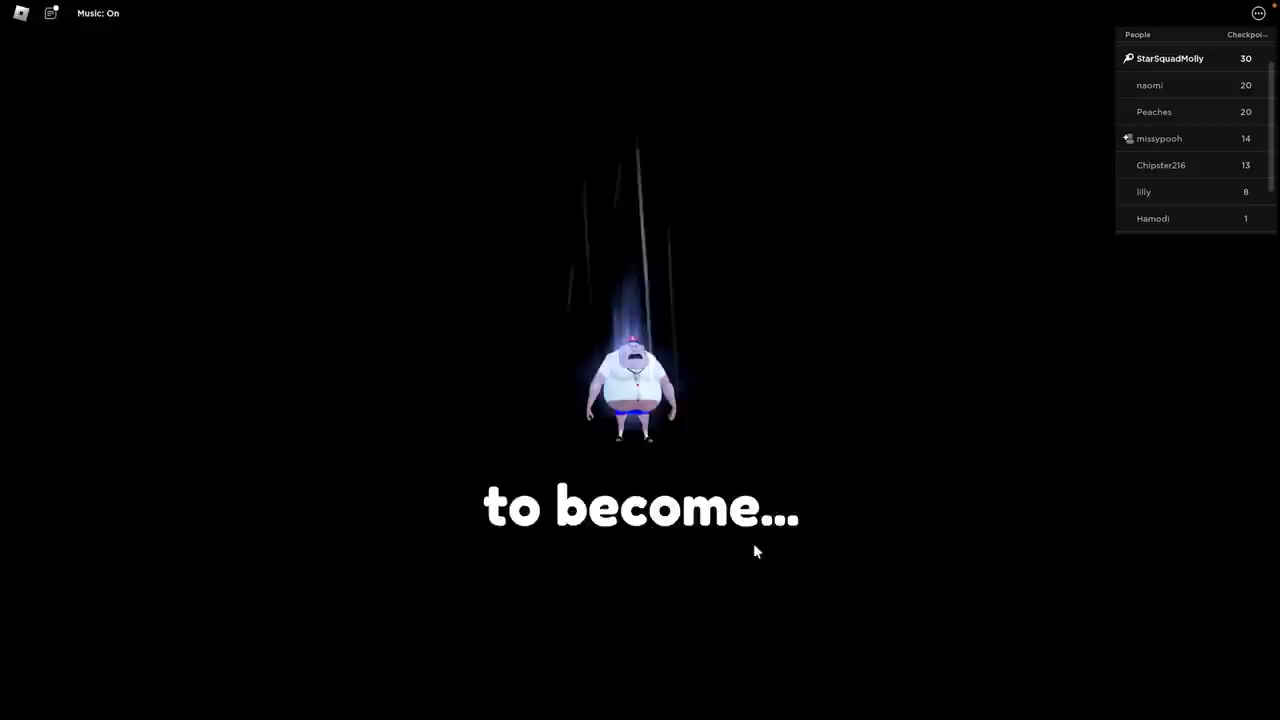 Music: On
People Checkpoi...
StarSquadMolly 30
naomi 20
Peaches 20
missypooh 14
Chipster216 13
lilly 8
Hamodi 1
to become...